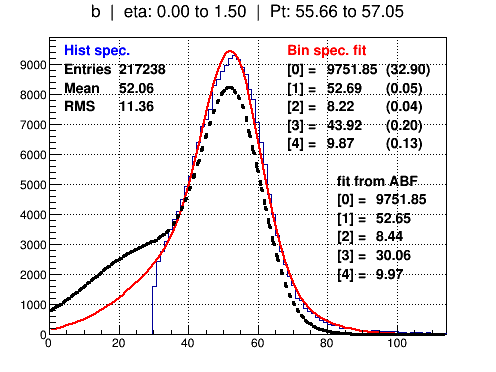 b | eta: 0.00 to 1.50 | Pt: 55.66 to 57.05
Hist spec.
Entries 217238
Mean 52.06
RMS 11.36
Bin spec. fit
[0] = 9751.85 (32.90)
[1] = 52.69 (0.05)
[2] = 8.22 (0.04)
[3] = 43.92 (0.20)
[4] = 9.87 (0.13)
fit from ABF
[0] = 9751.85
[1] = 52.65
[2] = 8.44
[3] = 30.06
[4] = 9.97
9000
8000
7000
6000
5000
4000
3000
2000
1000
0
0 20 40 60 80 100